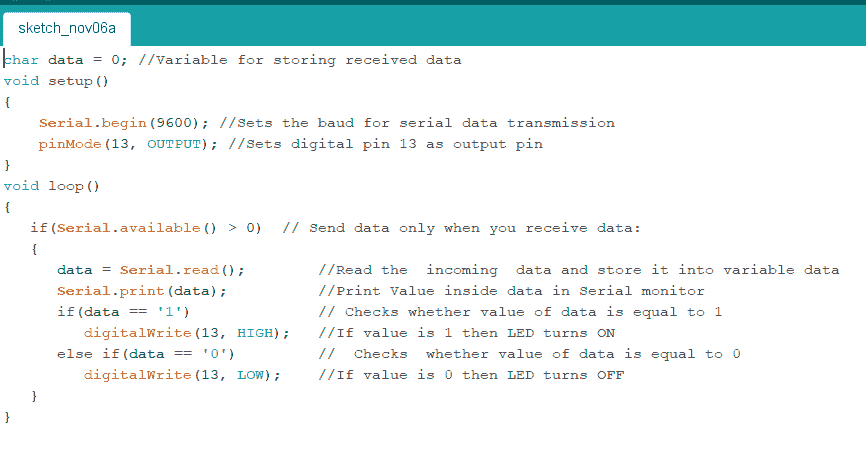 sketch_nov06a
char data = 0; //Variable for storing received data
void setup()
{
    Serial.begin(9600); //Sets the baud for serial data transmission
    pinMode(13, OUTPUT); //Sets digital pin 13 as output pin
}
void loop()
{
   if(Serial.available() > 0)  // Send data only when you receive data:
   {
      data = Serial.read();        //Read the  incoming  data and store it into variable data
      Serial.print(data);          //Print Value inside data in Serial monitor
      if(data == '1')              // Checks whether value of data is equal to 1
         digitalWrite(13, HIGH);   //If value is 1 then LED turns ON
      else if(data == '0')         //  Checks  whether value of data is equal to 0
         digitalWrite(13, LOW);    //If value is 0 then LED turns OFF
   }
}